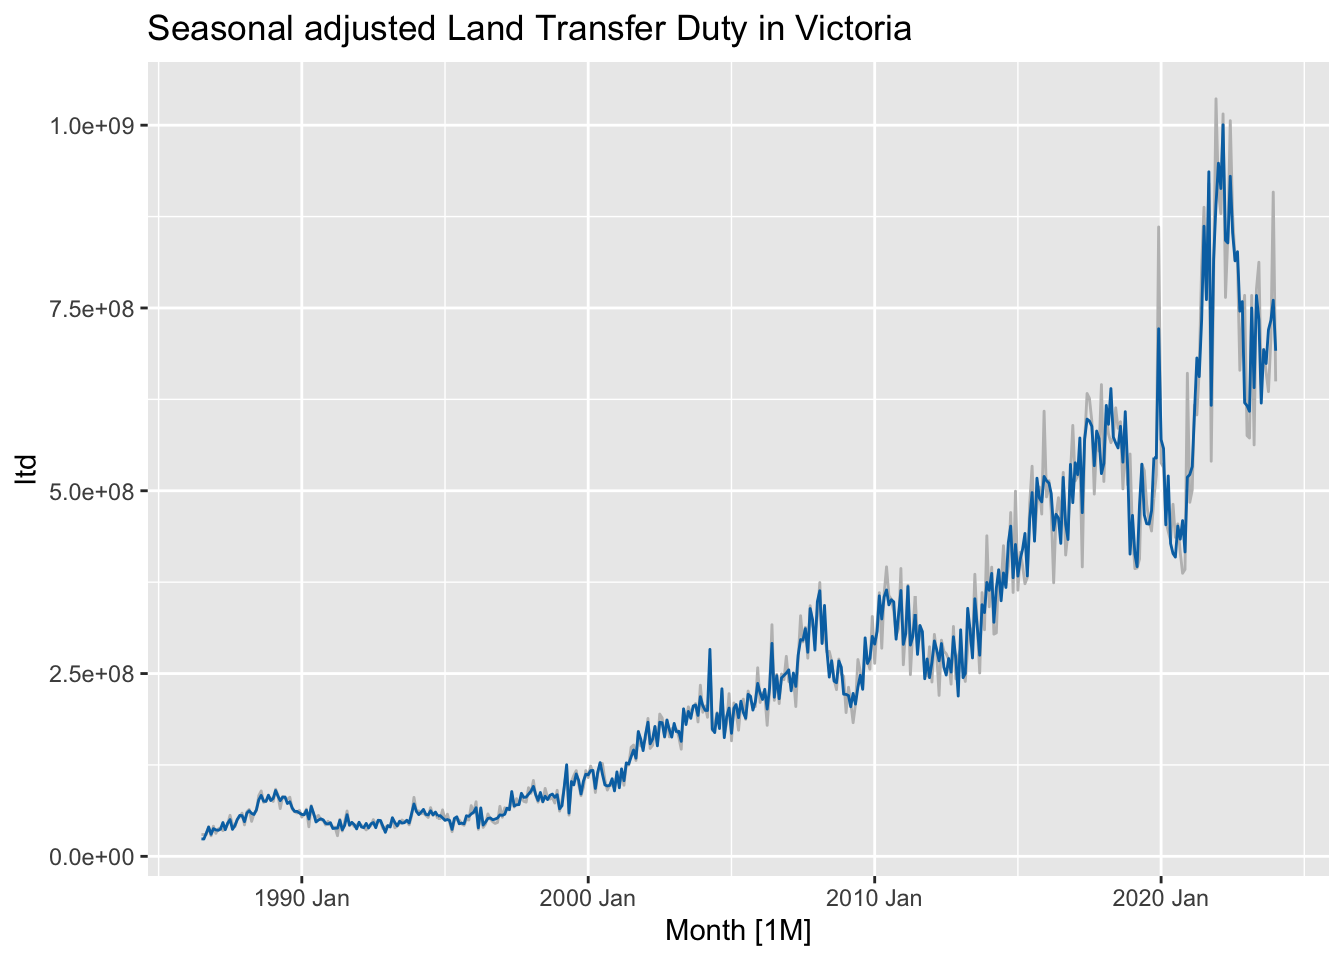 Seasonal adjusted Land Transfer Duty in Victoria
1.0e+09
7.5e+08
5.0e+08
2.5e+08
0.0e+00
ltd
1990 Jan
2000 Jan
2010 Jan
2020 Jan
Month [1M]